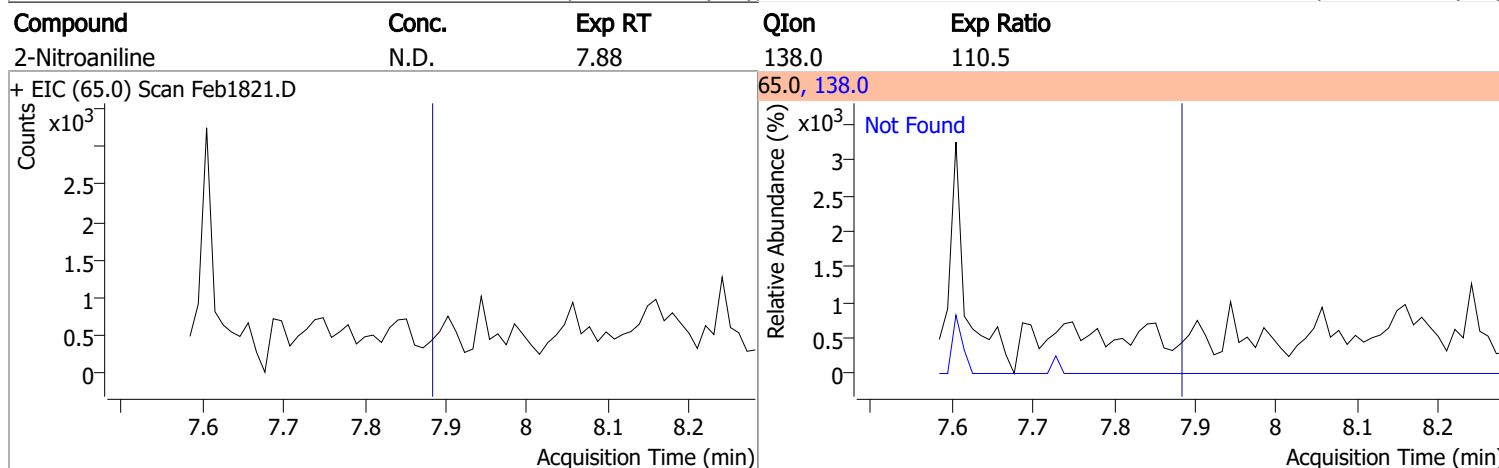 Compound Conc. Exp RT QIon Exp Ratio
2-Nitroaniline N.D. 7.88 138.0 110.5
+ EIC (65.0) Scan Feb1821.D
Counts
x10³
2.5
2
1.5
1
0.5
0
7.6 7.7 7.8 7.9 8 8.1 8.2
Acquisition Time (min)
65.0, 138.0
Relative Abundance (%)
x10³
Not Found
3
2.5
2
1.5
1
0.5
0
7.6 7.7 7.8 7.9 8 8.1 8.2
Acquisition Time (min)